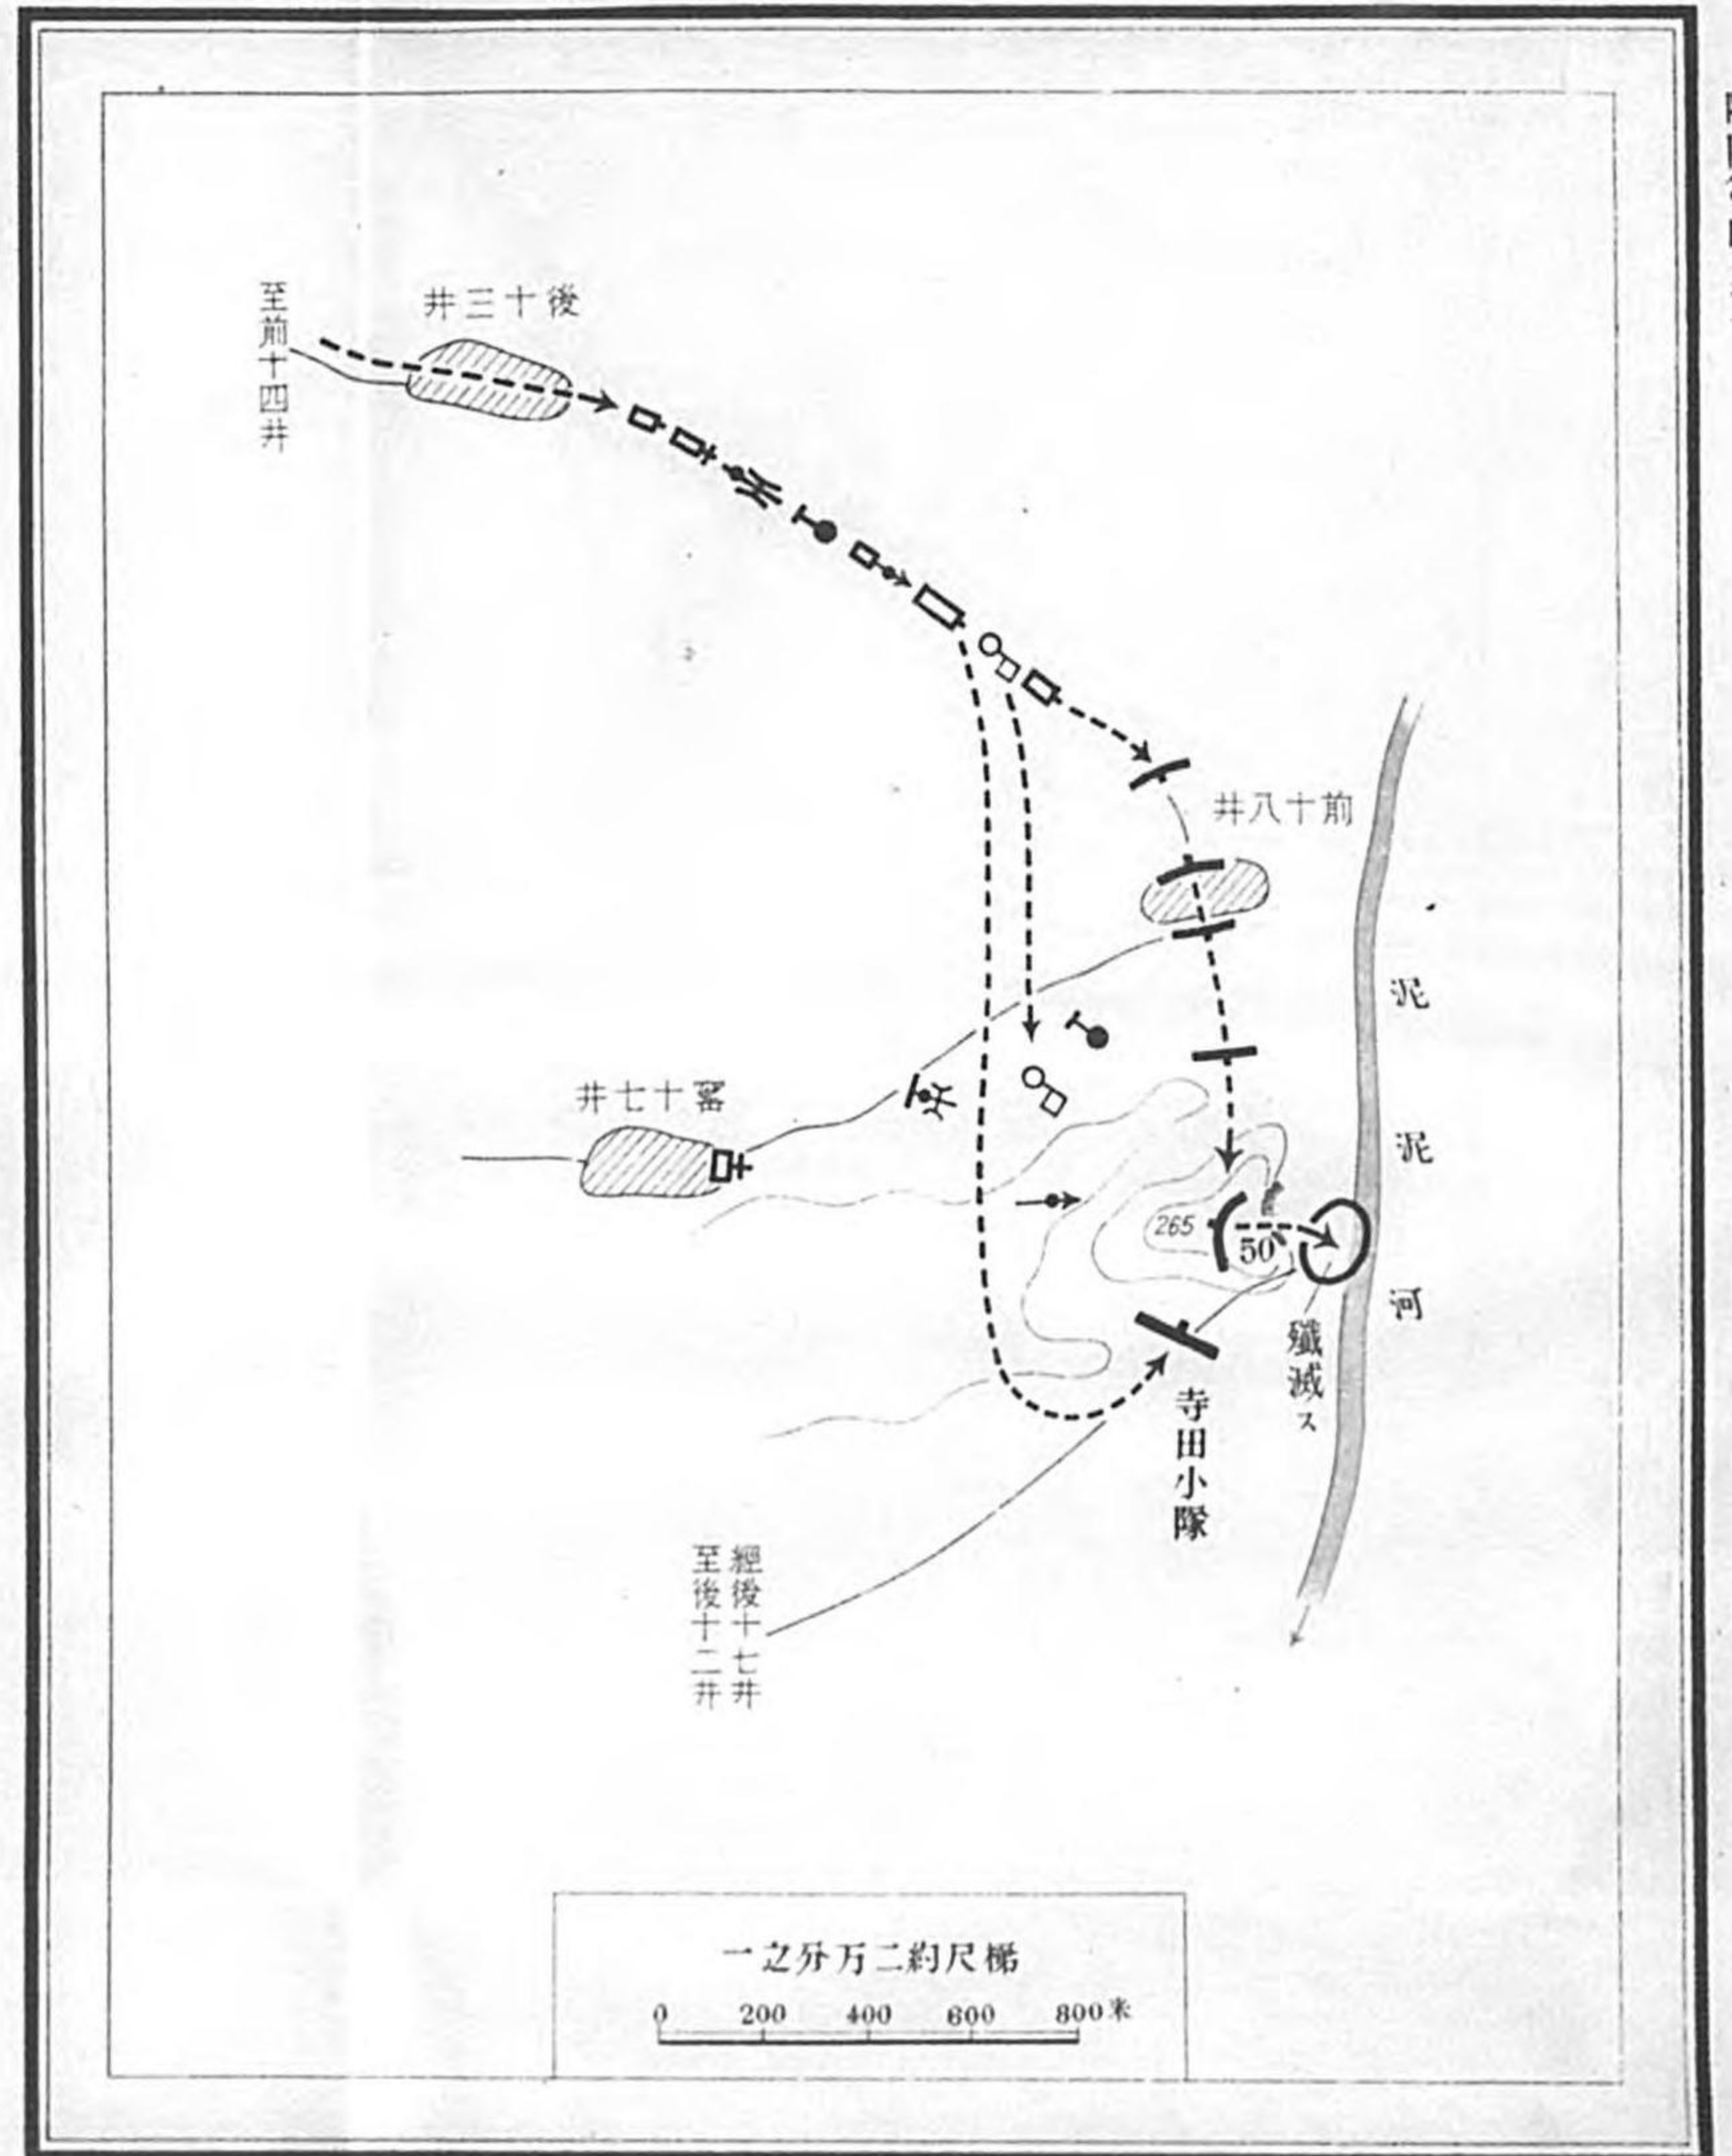 後十三井
至前十四井
前十八井
泥泥河
窩十七井
265
50
殲滅ス
寺田小隊
經後十七井
至後十二井
梯尺約二万分之一
0 200 400 600 800米